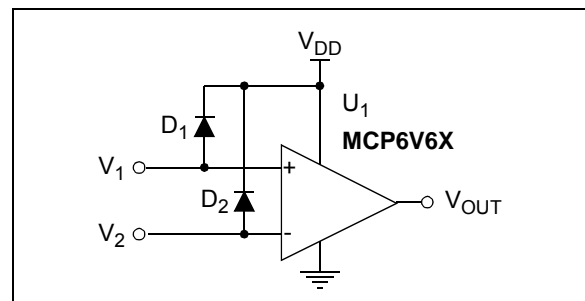 V_DD
U_1
D_1
MCP6V6X
V_1
+
D_2
V_OUT
V_2
-